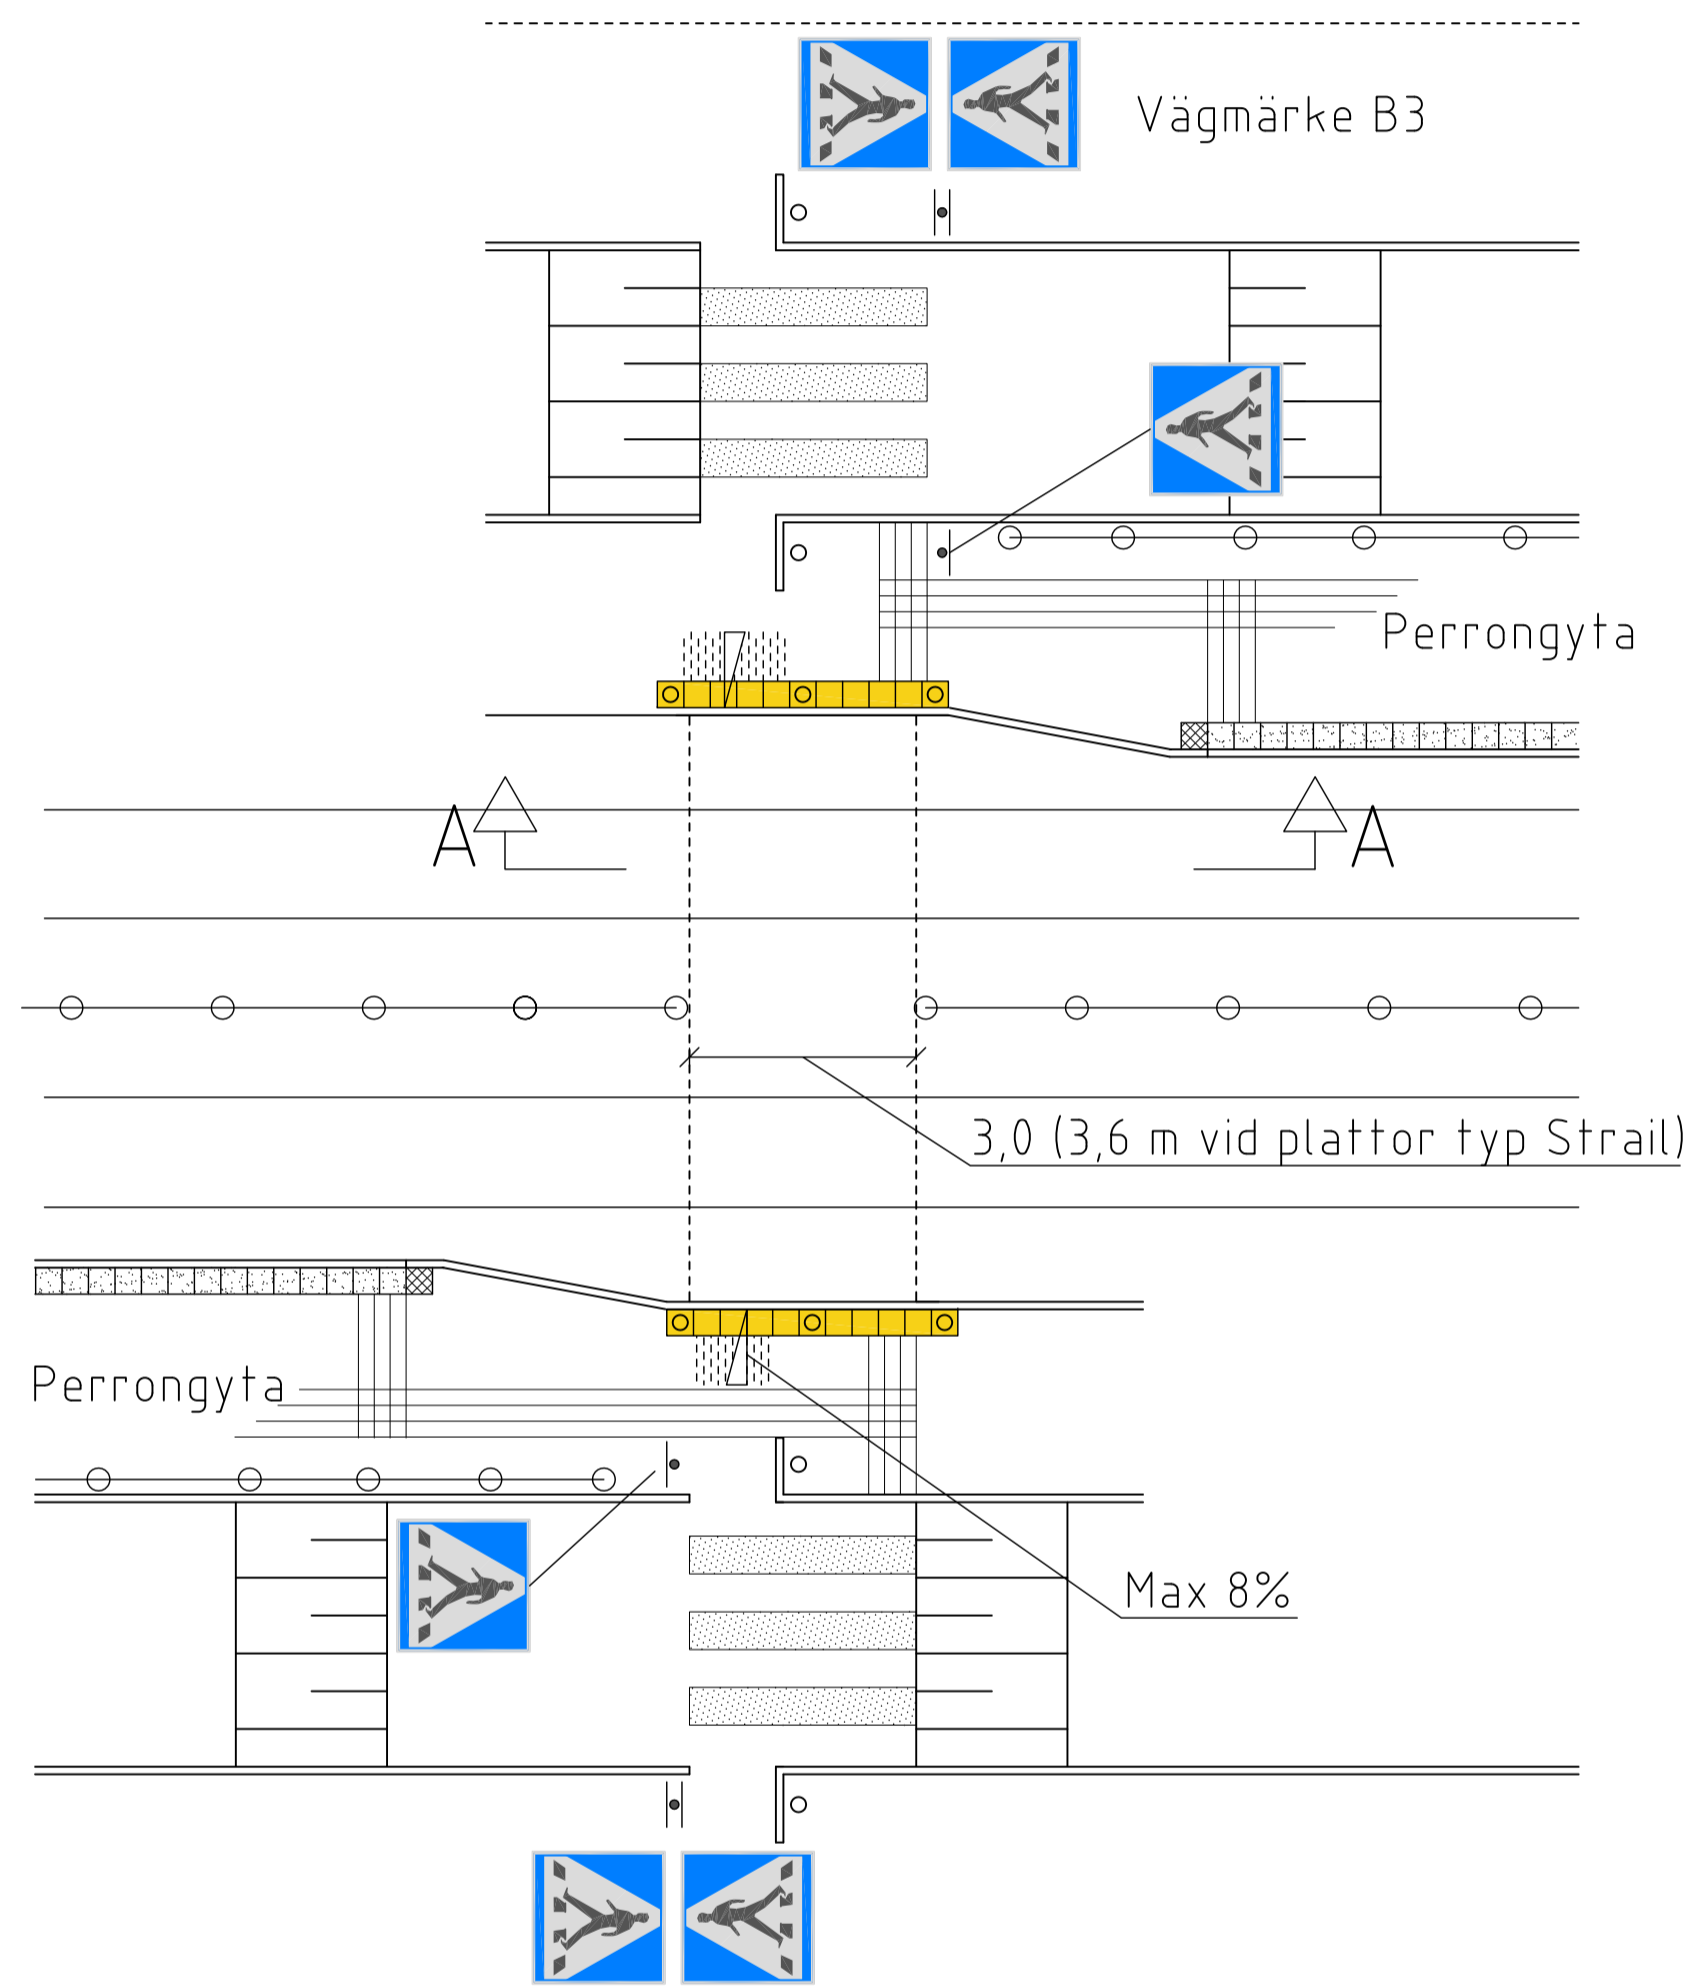 Vägmärke B3
Perrongyta
A A
3,0 (3,6 m vid plattor typ Strail)
Perrongyta
Max 8%